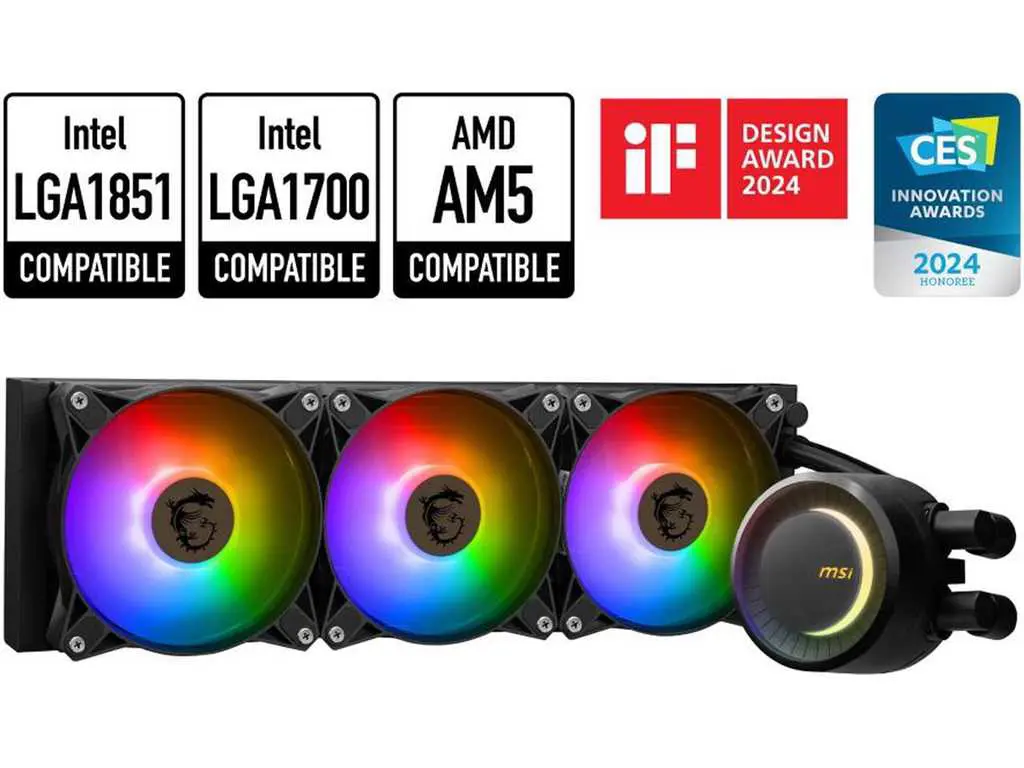 Intel
LGA1851
COMPATIBLE
Intel
LGA1700
COMPATIBLE
AMD
AM5
COMPATIBLE
iF
DESIGN
AWARD
2024
CES
INNOVATION
AWARDS
2024
HONOREE
msi